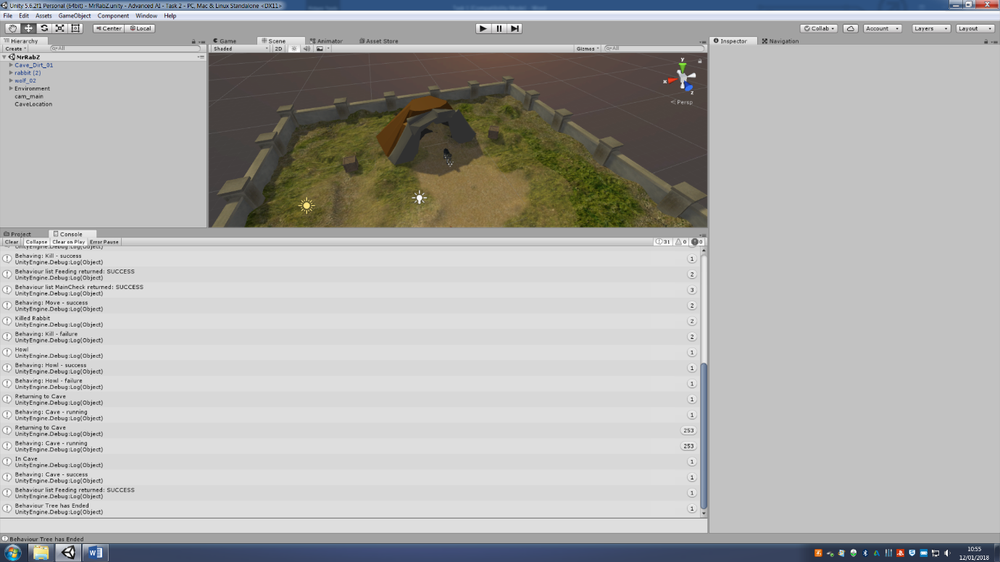 Unity 5.6.2f1 Personal (64bit) - MrRabZ.unity - Advanced AI - Task 2 - PC, Mac & Linux Standalone <DX11>
File Edit Assets GameObject Component Window Help
Center Local Collab Account Layers Layout
Hierarchy
Create All
MrRabZ
Cave_Dirt_01
rabbit (2)
wolf_02
Environment
cam_main
CaveLocation
Game Scene Animator Asset Store
Shaded 2D Gizmos All
y
x
z
Persp
Inspector Navigation
Project Console
Clear Collapse Clear on Play Error Pause 31 0 0
UnityEngine.Debug:Log(Object)
Behaving: Kill - success
UnityEngine.Debug:Log(Object) 1
Behaviour list Feeding returned: SUCCESS
UnityEngine.Debug:Log(Object) 2
Behaviour list MainCheck returned: SUCCESS
UnityEngine.Debug:Log(Object) 3
Behaving: Move - success
UnityEngine.Debug:Log(Object) 2
Killed Rabbit
UnityEngine.Debug:Log(Object) 2
Behaving: Kill - failure
UnityEngine.Debug:Log(Object) 2
Howl
UnityEngine.Debug:Log(Object) 1
Behaving: Howl - success
UnityEngine.Debug:Log(Object) 1
Behaving: Howl - failure
UnityEngine.Debug:Log(Object) 1
Returning to Cave
UnityEngine.Debug:Log(Object) 1
Behaving: Cave - running
UnityEngine.Debug:Log(Object) 1
Returning to Cave
UnityEngine.Debug:Log(Object) 253
Behaving: Cave - running
UnityEngine.Debug:Log(Object) 253
In Cave
UnityEngine.Debug:Log(Object) 1
Behaving: Cave - success
UnityEngine.Debug:Log(Object) 1
Behaviour list Feeding returned: SUCCESS
UnityEngine.Debug:Log(Object) 1
Behaviour Tree has Ended
UnityEngine.Debug:Log(Object) 1
Behaviour Tree has Ended
10:55
12/01/2018